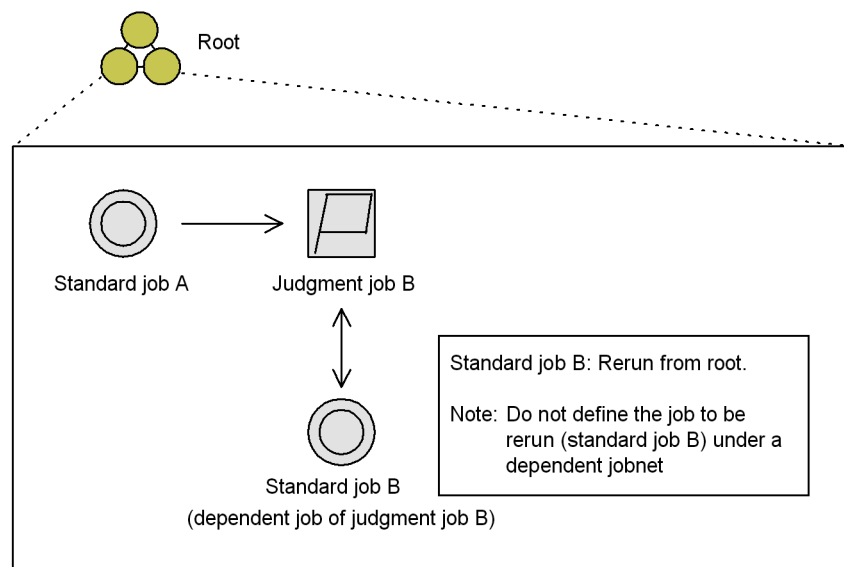 Root
Standard job A
Judgment job B
Standard job B: Rerun from root.
Note: Do not define the job to be
rerun (standard job B) under a
dependent jobnet
Standard job B
(dependent job of judgment job B)